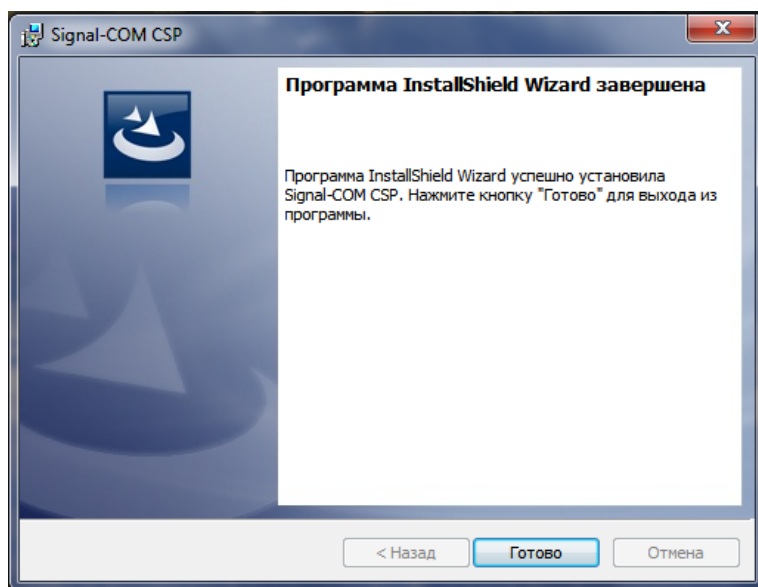 Signal-COM CSP
Программа InstallShield Wizard завершена
Программа InstallShield Wizard успешно установила
Signal-COM CSP. Нажмите кнопку "Готово" для выхода из
программы.
< Назад
Готово
Отмена